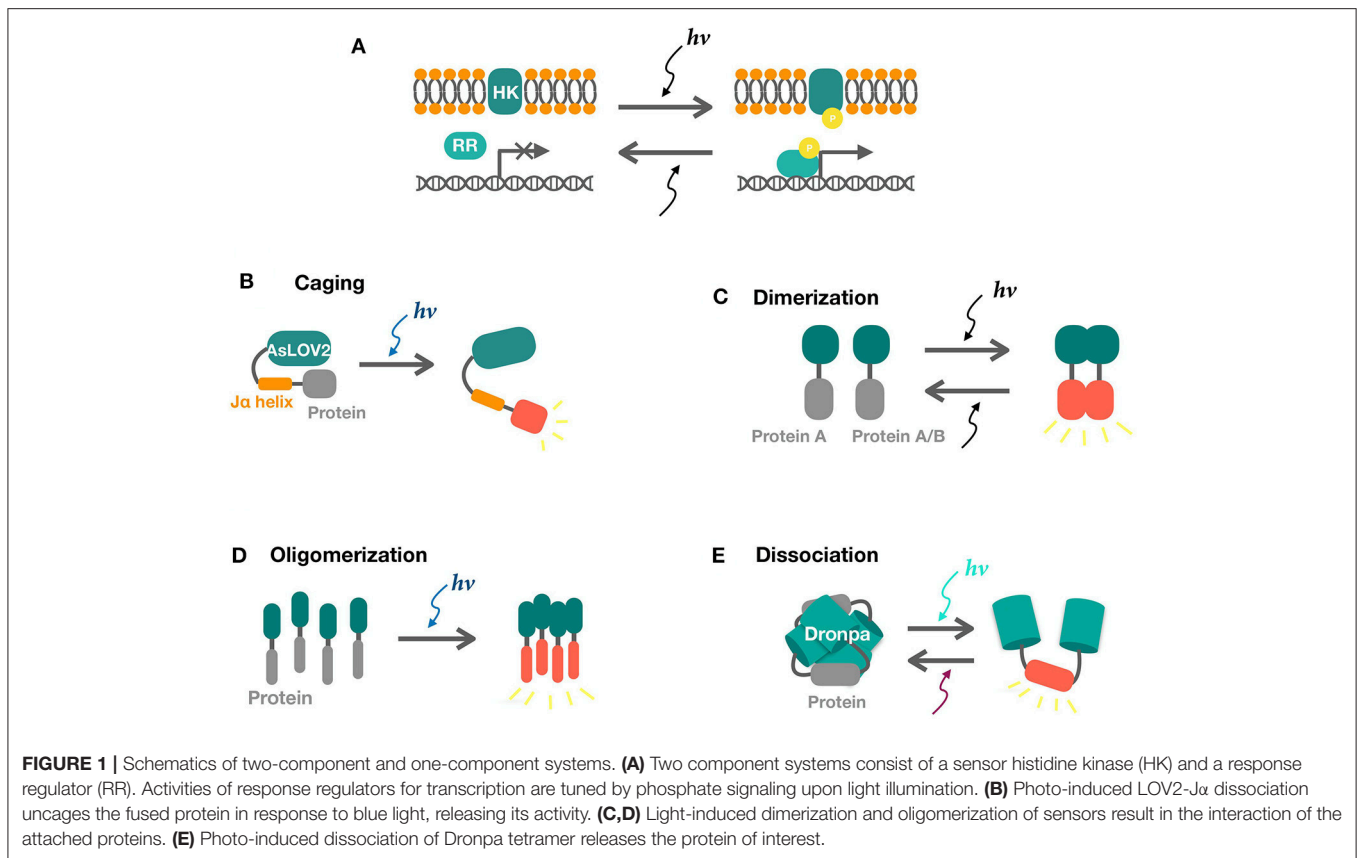 A
hv
HK
P
RR
P
B Caging
hv
AsLOV2
Jα helix
Protein
C Dimerization
hv
Protein A
Protein A/B
D Oligomerization
hv
Protein
E Dissociation
hv
Dronpa
Protein
FIGURE 1 | Schematics of two-component and one-component systems. (A) Two component systems consist of a sensor histidine kinase (HK) and a response
regulator (RR). Activities of response regulators for transcription are tuned by phosphate signaling upon light illumination. (B) Photo-induced LOV2-Jα dissociation
uncages the fused protein in response to blue light, releasing its activity. (C,D) Light-induced dimerization and oligomerization of sensors result in the interaction of the
attached proteins. (E) Photo-induced dissociation of Dronpa tetramer releases the protein of interest.